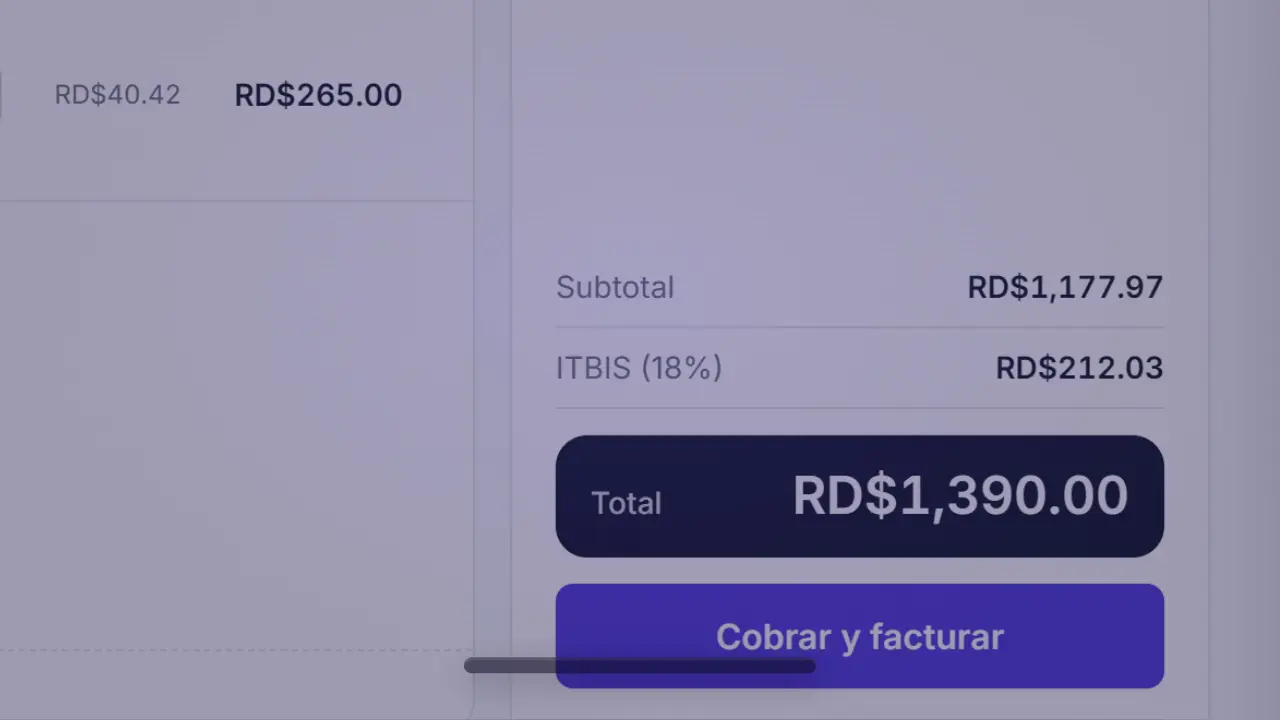 RD$40.42 RD$265.00
Subtotal RD$1,177.97
ITBIS (18%) RD$212.03
Total RD$1,390.00
Cobrar y facturar